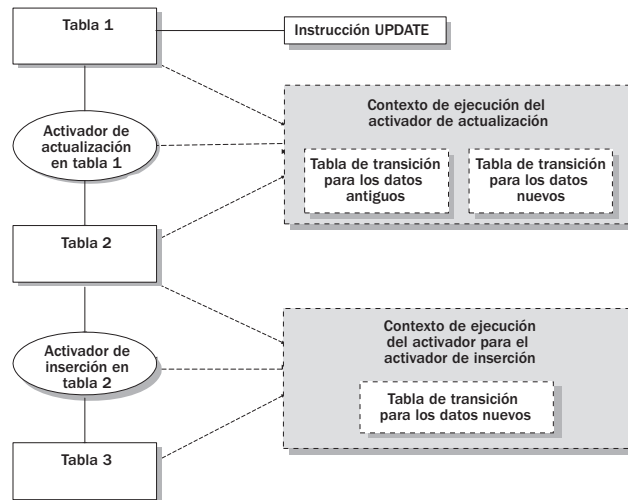 Tabla 1
Instrucción UPDATE
Contexto de ejecución del
activador de actualización
Activador de
actualización
en tabla 1
Tabla de transición
para los datos
antiguos
Tabla de transición
para los datos
nuevos
Tabla 2
Contexto de ejecución
del activador para el
activador de inserción
Activador de
inserción en
tabla 2
Tabla de transición
para los datos nuevos
Tabla 3